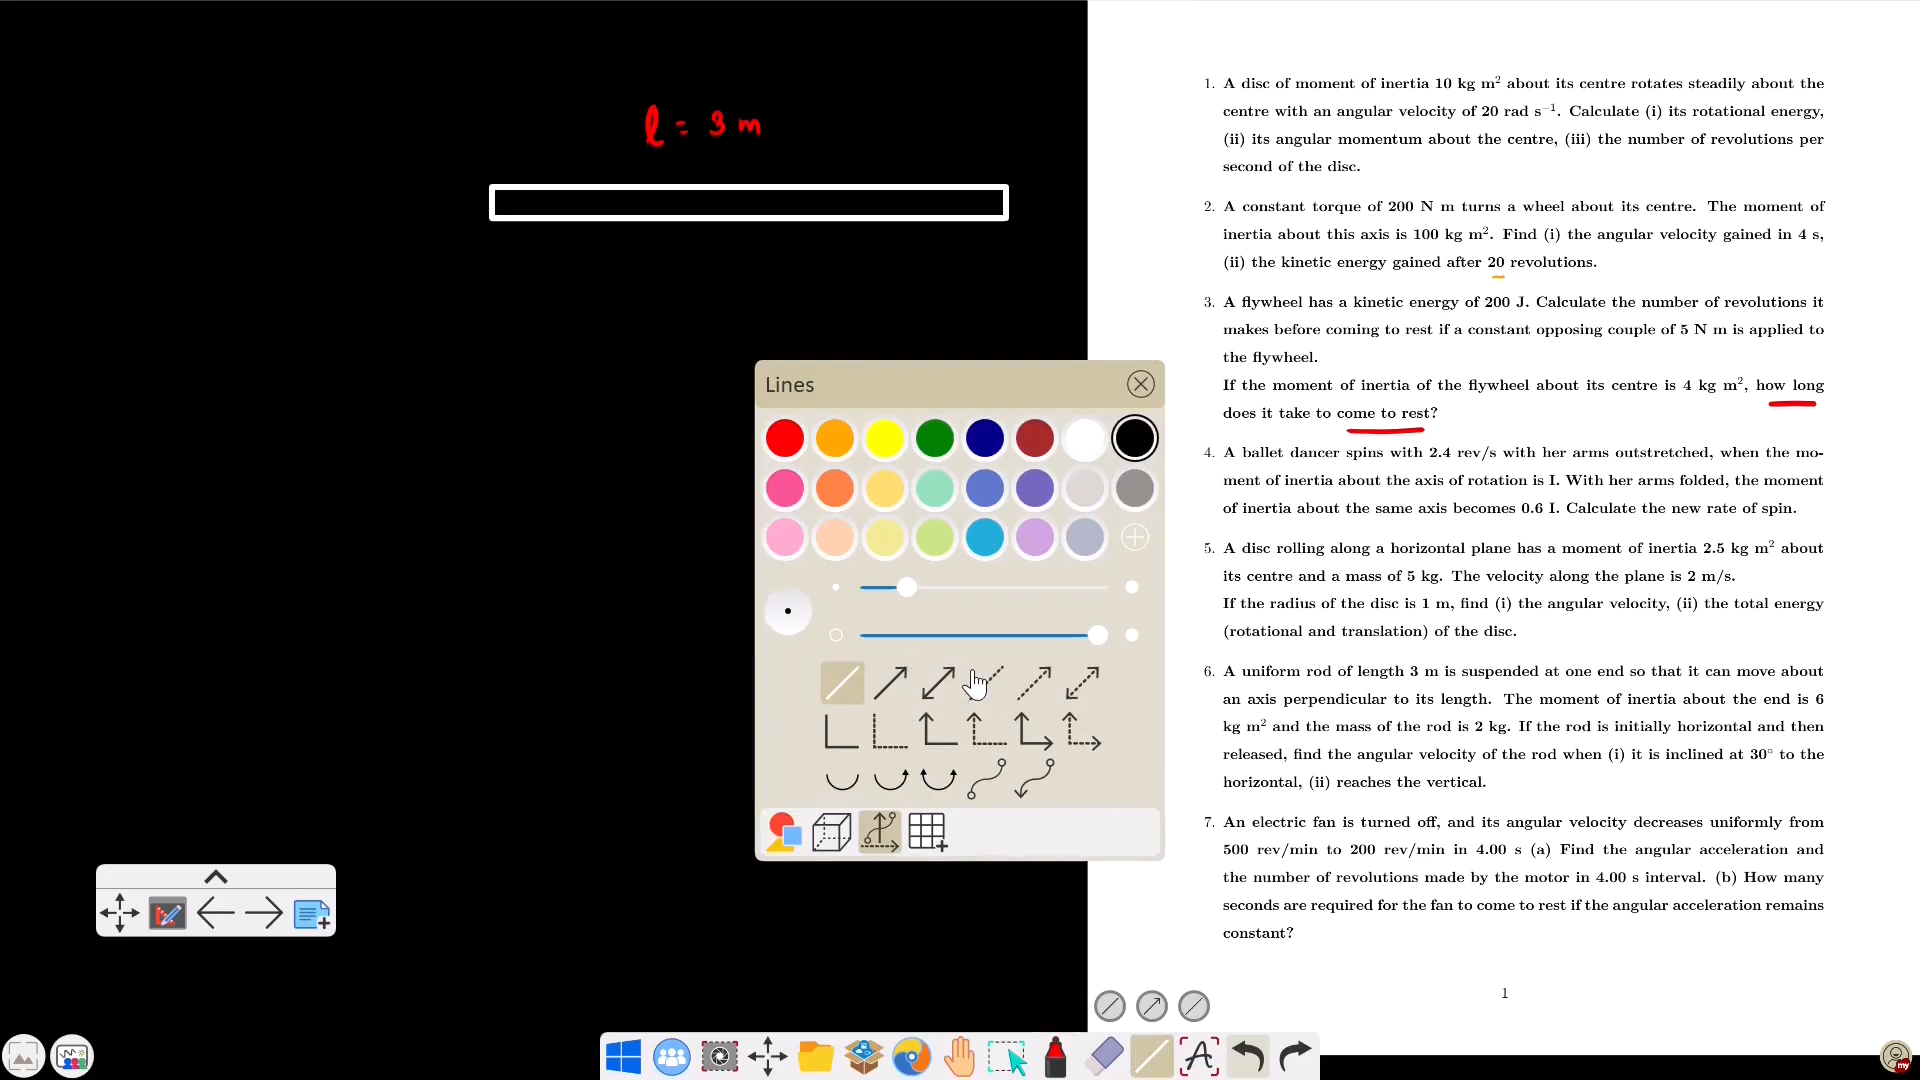 l = 3 m
Lines
1. A disc of moment of inertia 10 kg m² about its centre rotates steadily about the
centre with an angular velocity of 20 rad s⁻¹. Calculate (i) its rotational energy,
(ii) its angular momentum about the centre, (iii) the number of revolutions per
second of the disc.
2. A constant torque of 200 N m turns a wheel about its centre. The moment of
inertia about this axis is 100 kg m². Find (i) the angular velocity gained in 4 s,
(ii) the kinetic energy gained after 20 revolutions.
3. A flywheel has a kinetic energy of 200 J. Calculate the number of revolutions it
makes before coming to rest if a constant opposing couple of 5 N m is applied to
the flywheel.
If the moment of inertia of the flywheel about its centre is 4 kg m², how long
does it take to come to rest?
4. A ballet dancer spins with 2.4 rev/s with her arms outstretched, when the mo-
ment of inertia about the axis of rotation is I. With her arms folded, the moment
of inertia about the same axis becomes 0.6 I. Calculate the new rate of spin.
5. A disc rolling along a horizontal plane has a moment of inertia 2.5 kg m² about
its centre and a mass of 5 kg. The velocity along the plane is 2 m/s.
If the radius of the disc is 1 m, find (i) the angular velocity, (ii) the total energy
(rotational and translation) of the disc.
6. A uniform rod of length 3 m is suspended at one end so that it can move about
an axis perpendicular to its length. The moment of inertia about the end is 6
kg m² and the mass of the rod is 2 kg. If the rod is initially horizontal and then
released, find the angular velocity of the rod when (i) it is inclined at 30° to the
horizontal, (ii) reaches the vertical.
7. An electric fan is turned off, and its angular velocity decreases uniformly from
500 rev/min to 200 rev/min in 4.00 s (a) Find the angular acceleration and
the number of revolutions made by the motor in 4.00 s interval. (b) How many
seconds are required for the fan to come to rest if the angular acceleration remains
constant?
1
A
my